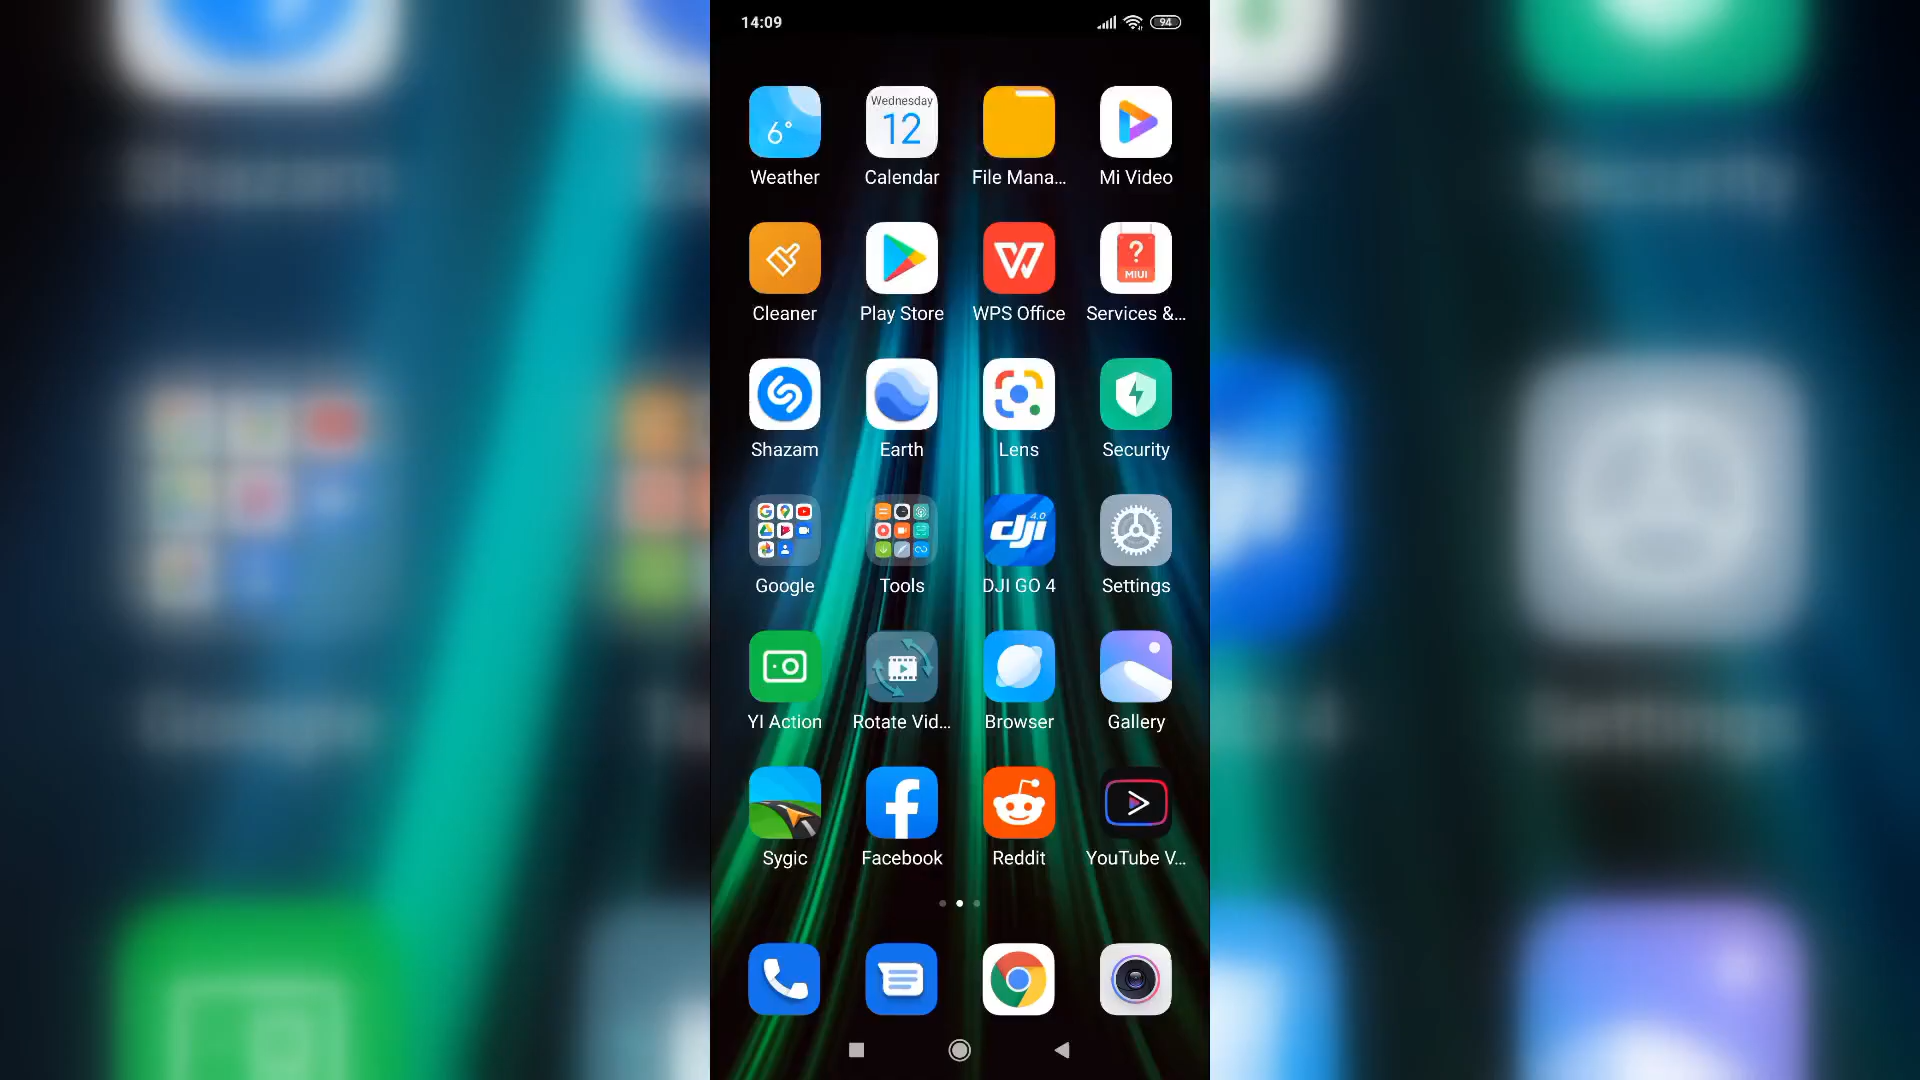 14:09
94
6°
Wednesday
12
Weather
Calendar
File Mana...
Mi Video
?
MIUI
Cleaner
Play Store
WPS Office
Services &...
Shazam
Earth
Lens
Security
4.0
dji
Google
Tools
DJI GO 4
Settings
YI Action
Rotate Vid...
Browser
Gallery
Sygic
Facebook
Reddit
YouTube V...